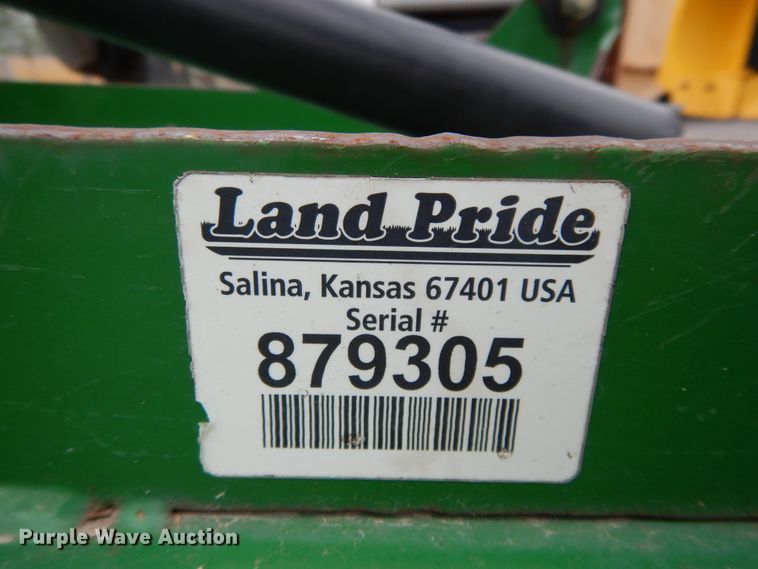 Land Pride
Salina, Kansas 67401 USA
Serial #
879305
Purple Wave Auction